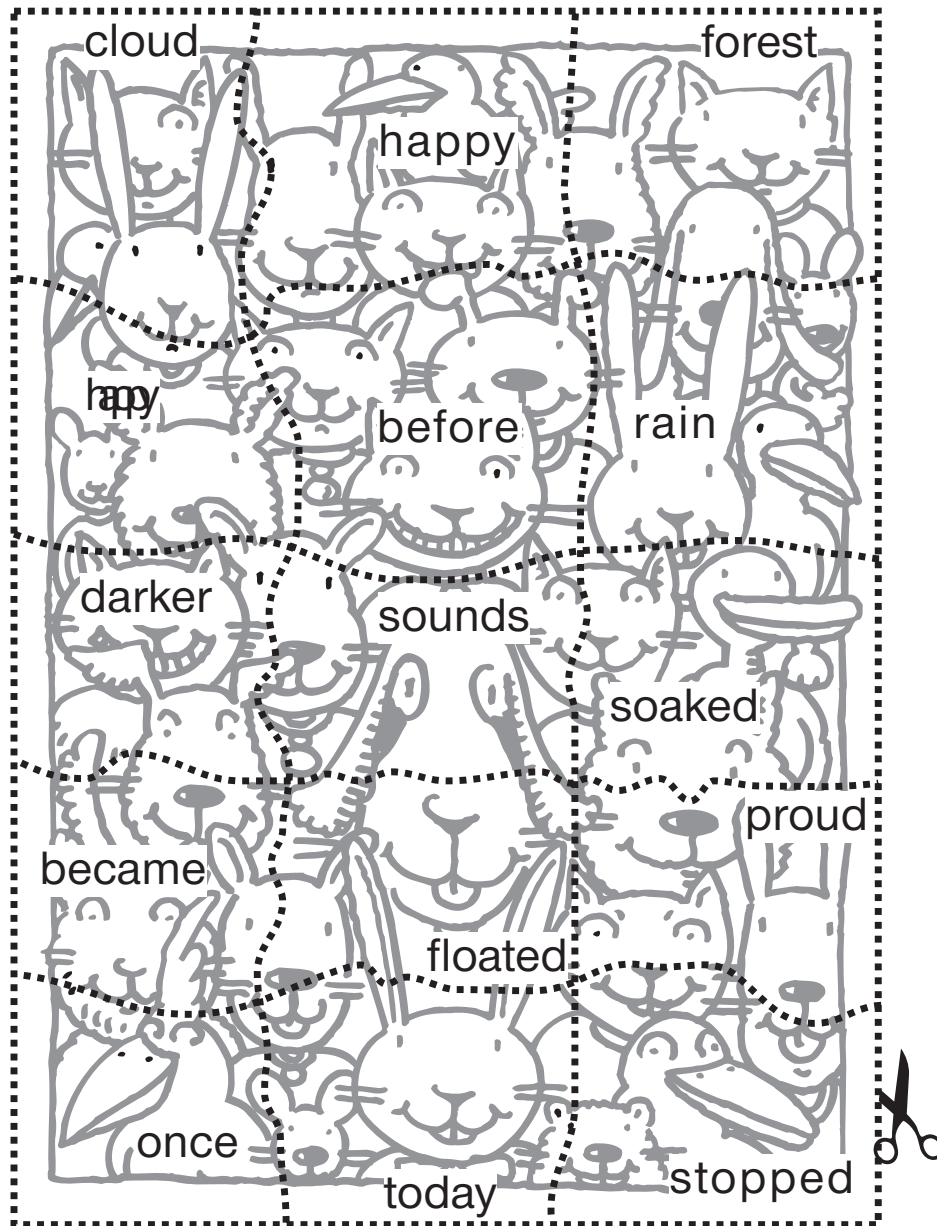 cloud
forest
happy
before
rain
darker
sounds
soaked
proud
became
floated
once
stopped
today